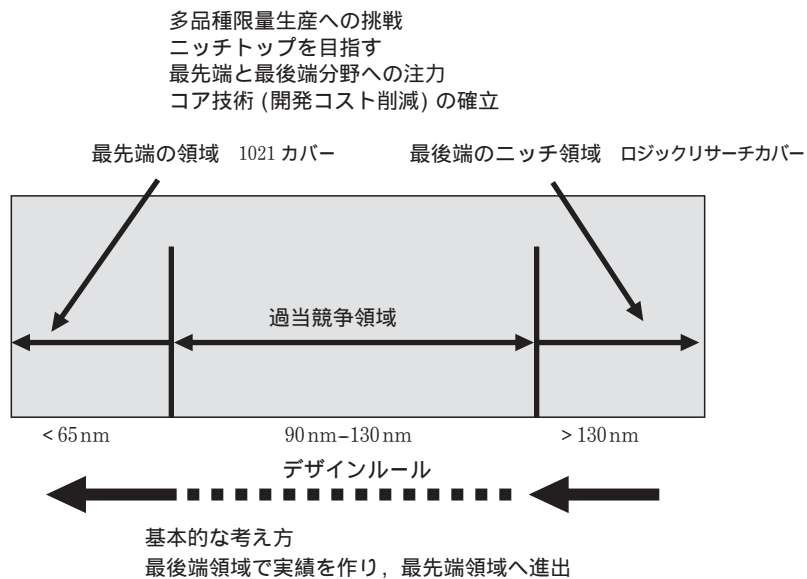 多品種限量生産への挑戦
ニッチトップを目指す
最先端と最後端分野への注力
コア技術 (開発コスト削減) の確立
最先端の領域 1021 カバー
最後端のニッチ領域 ロジックリサーチカバー
過当競争領域
< 65 nm
90 nm–130 nm
> 130 nm
デザインルール
基本的な考え方
最後端領域で実績を作り，最先端領域へ進出